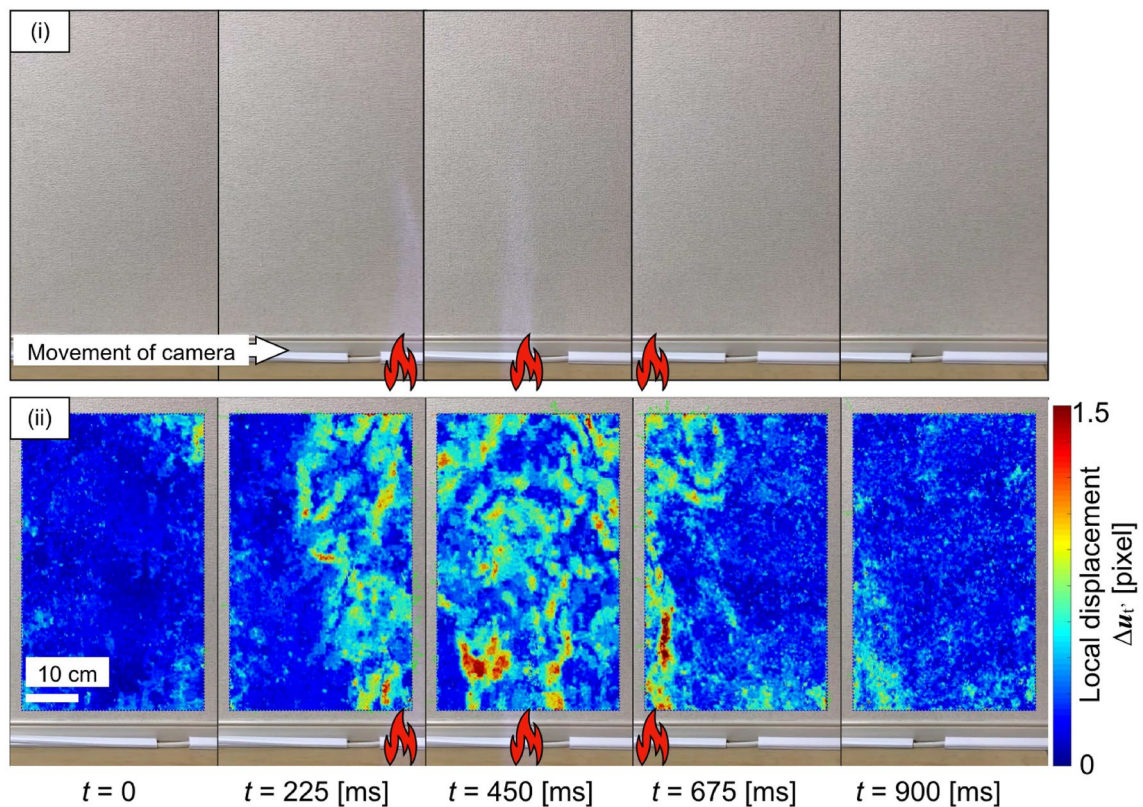 (i)
Movement of camera
(ii)
1.5
Local displacement
Δu_t' [pixel]
0
10 cm
t = 0
t = 225 [ms]
t = 450 [ms]
t = 675 [ms]
t = 900 [ms]